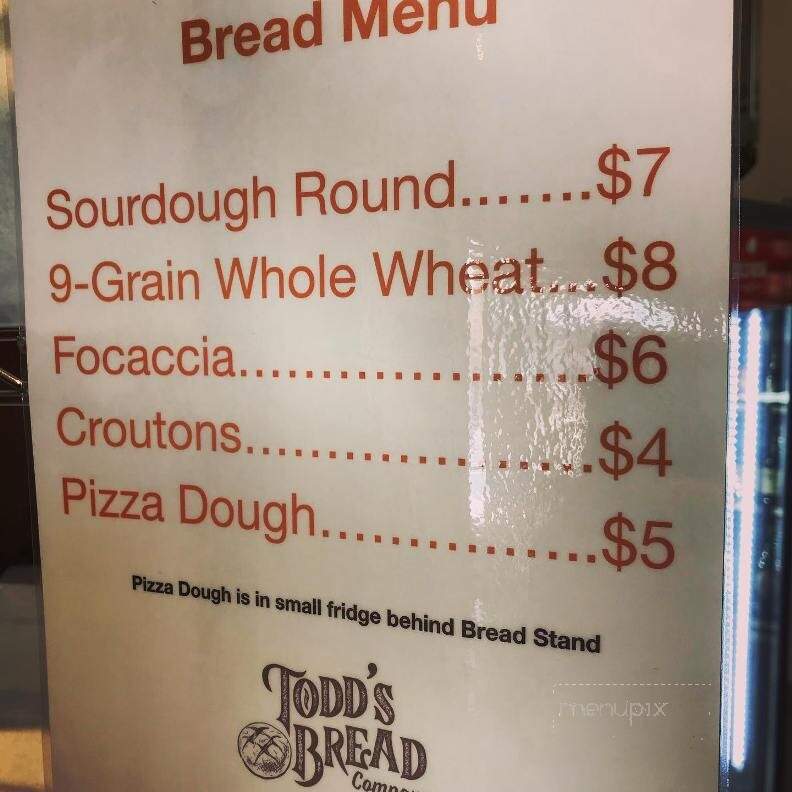 Bread Menu
Sourdough Round.......$7
9-Grain Whole Wheat...$8
Focaccia....................$6
Croutons....................$4
Pizza Dough................$5
Pizza Dough is in small fridge behind Bread Stand
TODD'S
BREAD
menupix